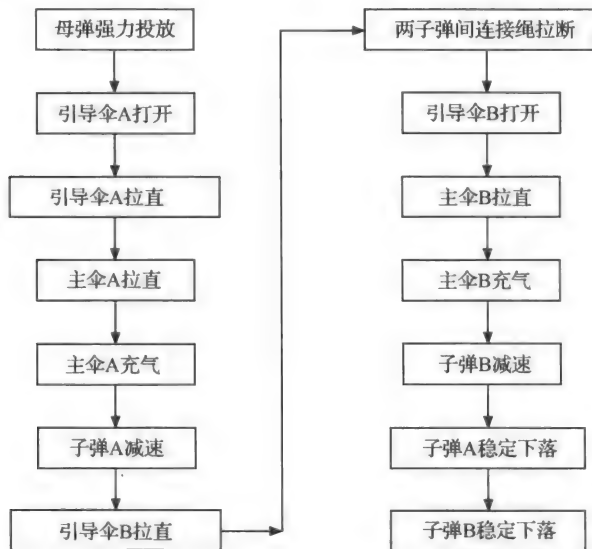 母弹强力投放
引导伞A打开
引导伞A拉直
主伞A拉直
主伞A充气
子弹A减速
引导伞B拉直
两子弹间连接绳拉断
引导伞B打开
主伞B拉直
主伞B充气
子弹B减速
子弹A稳定下落
子弹B稳定下落